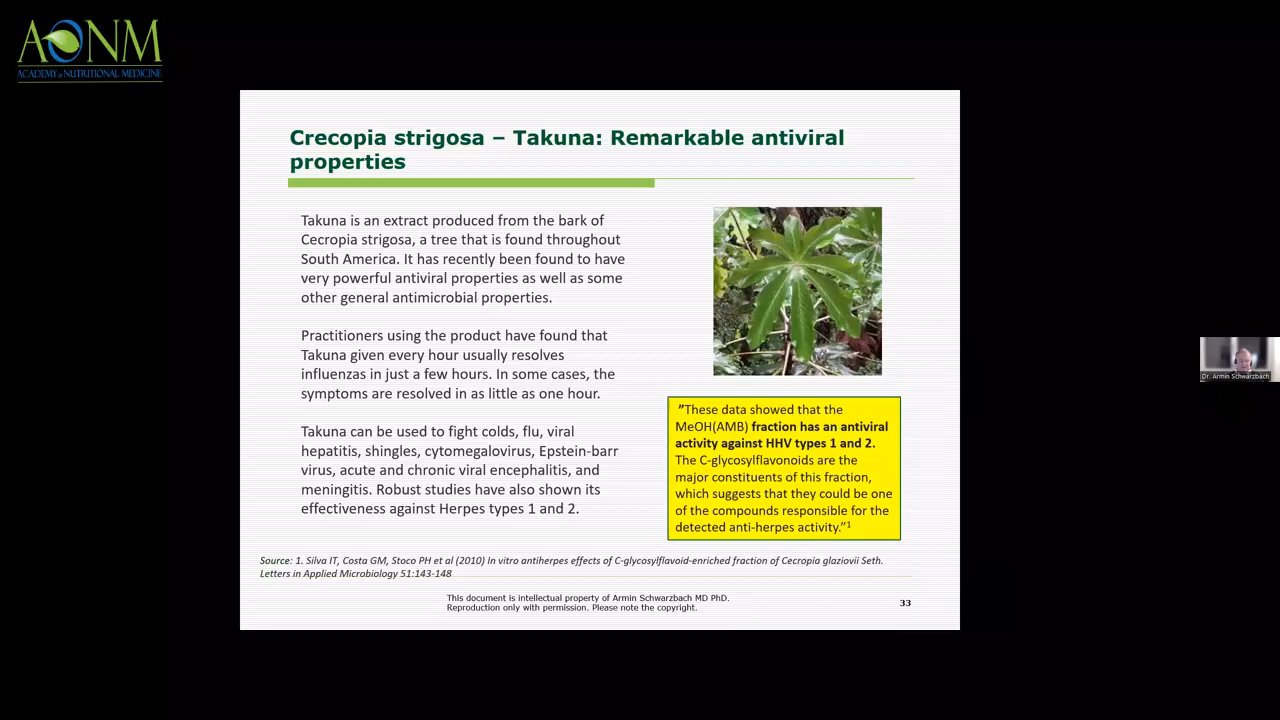 AONM
ACADEMY of NUTRITIONAL MEDICINE
Crecopia strigosa – Takuna: Remarkable antiviral
properties
Takuna is an extract produced from the bark of
Cecropia strigosa, a tree that is found throughout
South America. It has recently been found to have
very powerful antiviral properties as well as some
other general antimicrobial properties.
Practitioners using the product have found that
Takuna given every hour usually resolves
influenzas in just a few hours. In some cases, the
symptoms are resolved in as little as one hour.
Takuna can be used to fight colds, flu, viral
hepatitis, shingles, cytomegalovirus, Epstein-barr
virus, acute and chronic viral encephalitis, and
meningitis. Robust studies have also shown its
effectiveness against Herpes types 1 and 2.
"These data showed that the
MeOH(AMB) fraction has an antiviral
activity against HHV types 1 and 2.
The C-glycosylflavonoids are the
major constituents of this fraction,
which suggests that they could be one
of the compounds responsible for the
detected anti-herpes activity."1
Source: 1. Silva IT, Costa GM, Stoco PH et al (2010) In vitro antiherpes effects of C-glycosylflavoid-enriched fraction of Cecropia glaziovii Seth.
Letters in Applied Microbiology 51:143-148
This document is intellectual property of Armin Schwarzbach MD PhD.
Reproduction only with permission. Please note the copyright.
33
Dr. Armin Schwarzbach